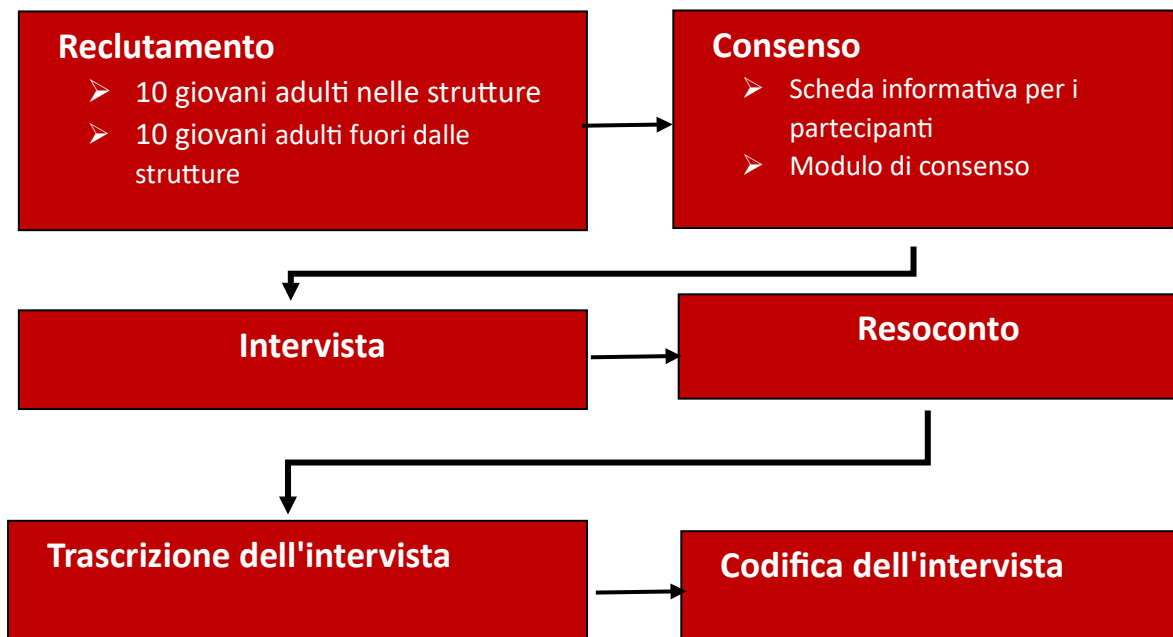 Reclutamento
➢ 10 giovani adulti nelle strutture
➢ 10 giovani adulti fuori dalle
strutture
Consenso
➢ Scheda informativa per i
partecipanti
➢ Modulo di consenso
Intervista
Resoconto
Trascrizione dell'intervista
Codifica dell'intervista